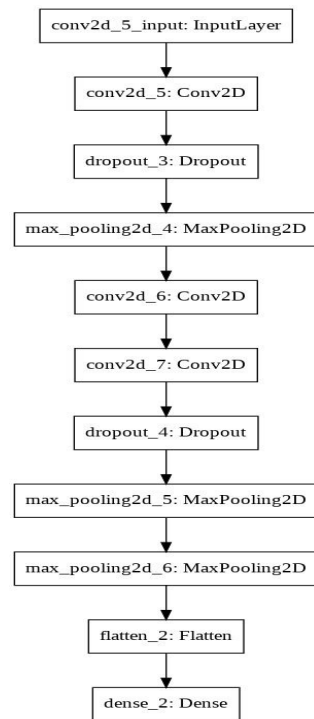 conv2d_5_input: InputLayer
conv2d_5: Conv2D
dropout_3: Dropout
max_pooling2d_4: MaxPooling2D
conv2d_6: Conv2D
conv2d_7: Conv2D
dropout_4: Dropout
max_pooling2d_5: MaxPooling2D
max_pooling2d_6: MaxPooling2D
flatten_2: Flatten
dense_2: Dense